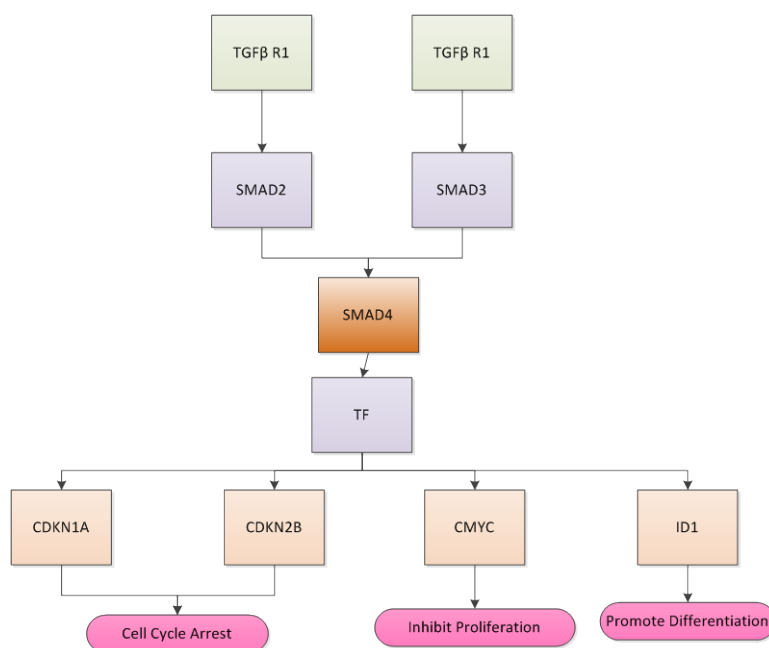 TGFβ R1
TGFβ R1
SMAD2
SMAD3
SMAD4
TF
CDKN1A
CDKN2B
CMYC
ID1
Cell Cycle Arrest
Inhibit Proliferation
Promote Differentiation